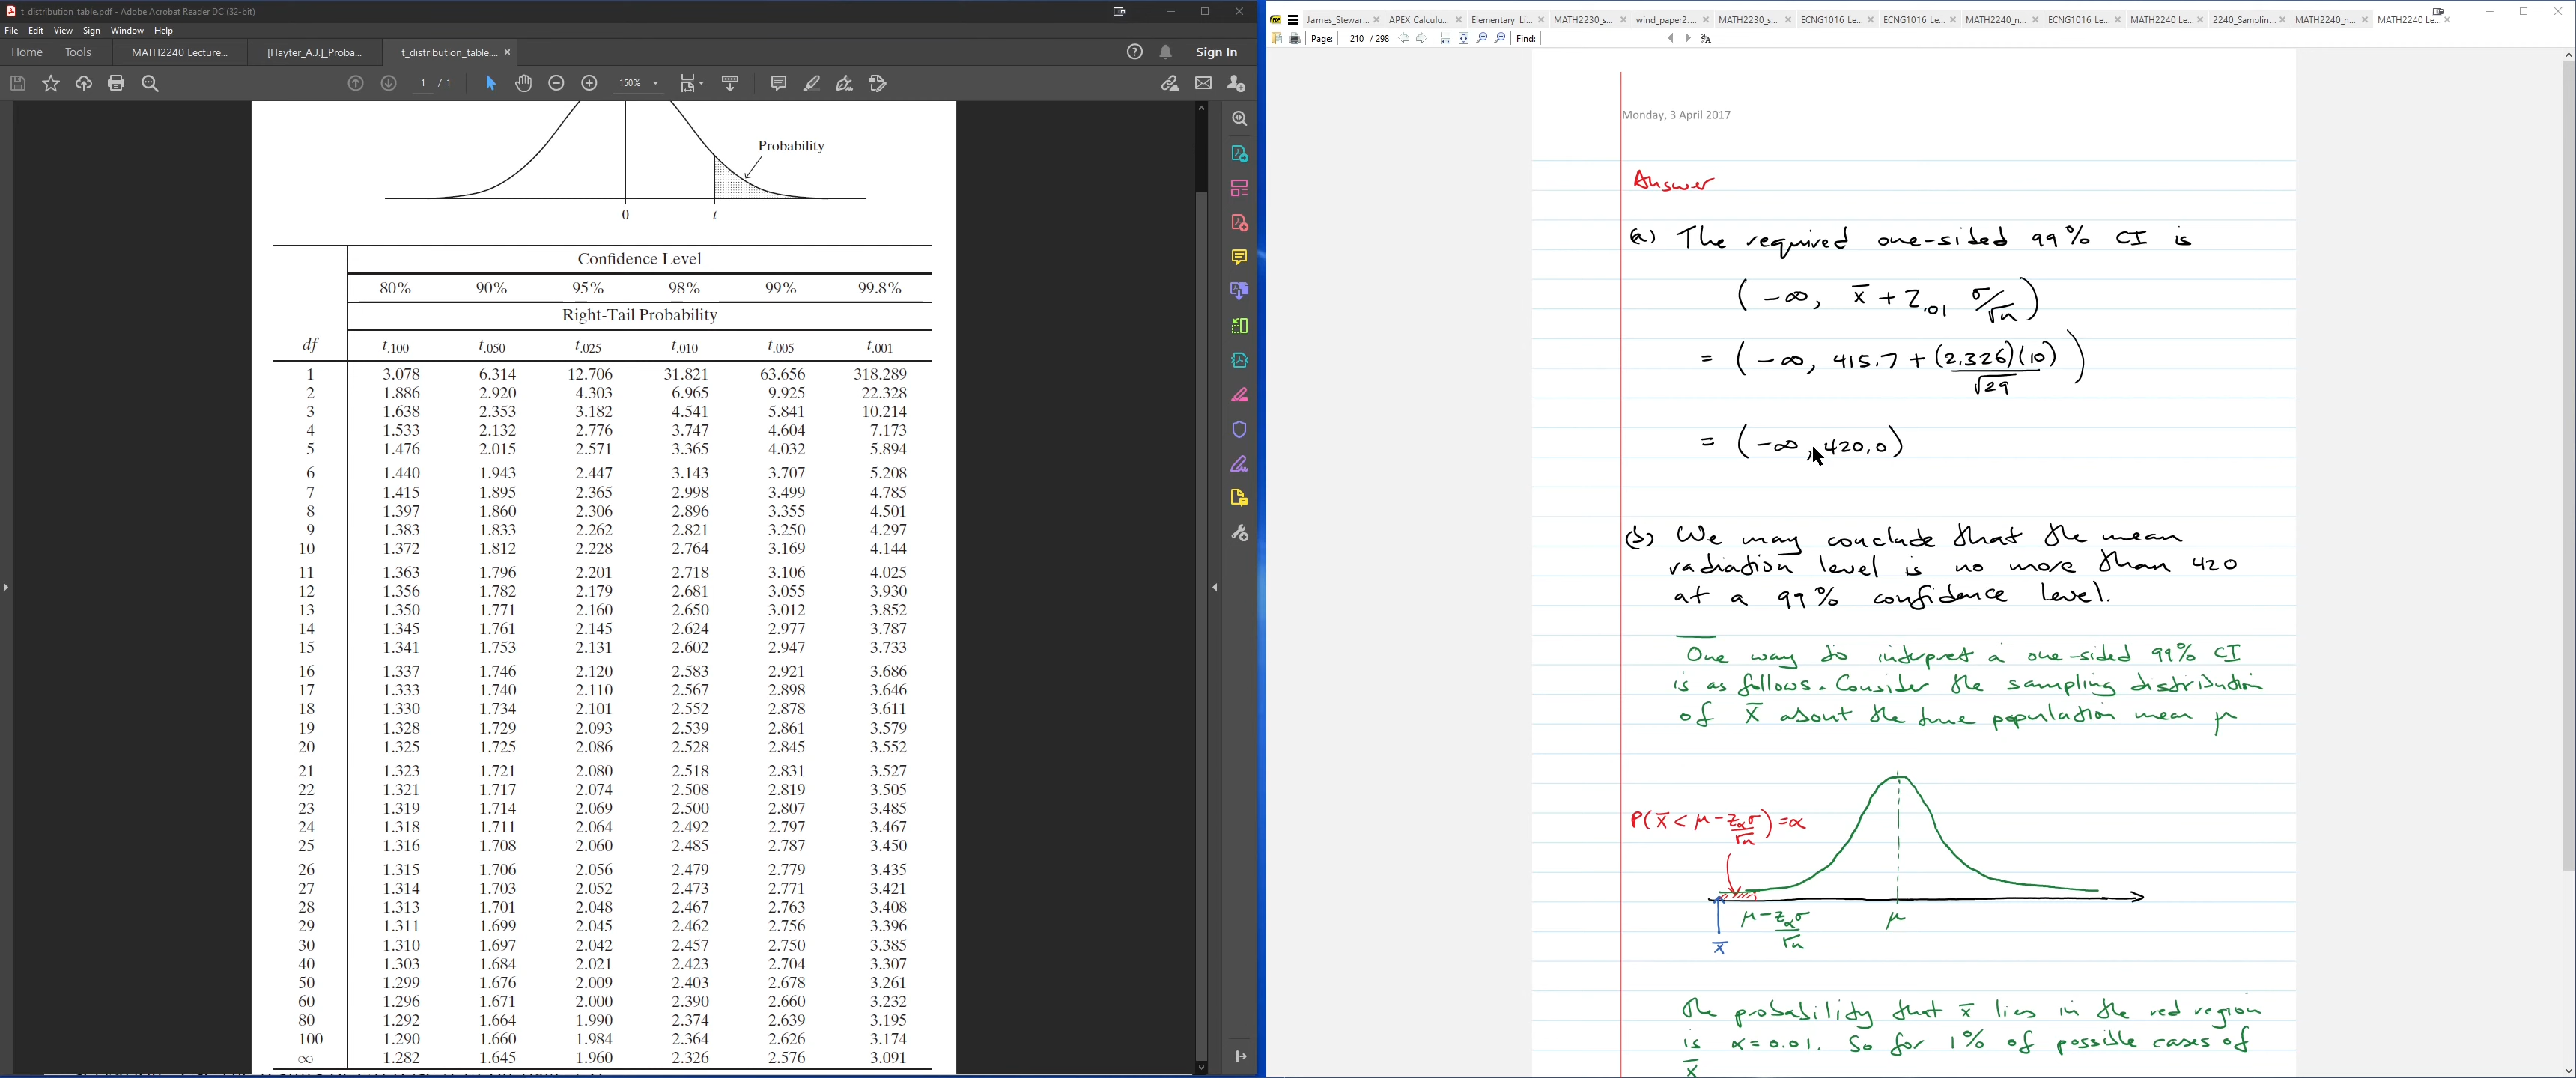 t_distribution_table.pdf - Adobe Acrobat Reader DC (32-bit)
File Edit View Sign Window Help
Home Tools MATH2240 Lecture... [Hayter_A.J.]_Proba... t_distribution_table.... × Sign In
1 / 1 150%
Probability
0 t
Confidence Level
80% 90% 95% 98% 99% 99.8%
Right-Tail Probability
df t.100 t.050 t.025 t.010 t.005 t.001
1 3.078 6.314 12.706 31.821 63.656 318.289
2 1.886 2.920 4.303 6.965 9.925 22.328
3 1.638 2.353 3.182 4.541 5.841 10.214
4 1.533 2.132 2.776 3.747 4.604 7.173
5 1.476 2.015 2.571 3.365 4.032 5.894
6 1.440 1.943 2.447 3.143 3.707 5.208
7 1.415 1.895 2.365 2.998 3.499 4.785
8 1.397 1.860 2.306 2.896 3.355 4.501
9 1.383 1.833 2.262 2.821 3.250 4.297
10 1.372 1.812 2.228 2.764 3.169 4.144
11 1.363 1.796 2.201 2.718 3.106 4.025
12 1.356 1.782 2.179 2.681 3.055 3.930
13 1.350 1.771 2.160 2.650 3.012 3.852
14 1.345 1.761 2.145 2.624 2.977 3.787
15 1.341 1.753 2.131 2.602 2.947 3.733
16 1.337 1.746 2.120 2.583 2.921 3.686
17 1.333 1.740 2.110 2.567 2.898 3.646
18 1.330 1.734 2.101 2.552 2.878 3.611
19 1.328 1.729 2.093 2.539 2.861 3.579
20 1.325 1.725 2.086 2.528 2.845 3.552
21 1.323 1.721 2.080 2.518 2.831 3.527
22 1.321 1.717 2.074 2.508 2.819 3.505
23 1.319 1.714 2.069 2.500 2.807 3.485
24 1.318 1.711 2.064 2.492 2.797 3.467
25 1.316 1.708 2.060 2.485 2.787 3.450
26 1.315 1.706 2.056 2.479 2.779 3.435
27 1.314 1.703 2.052 2.473 2.771 3.421
28 1.313 1.701 2.048 2.467 2.763 3.408
29 1.311 1.699 2.045 2.462 2.756 3.396
30 1.310 1.697 2.042 2.457 2.750 3.385
40 1.303 1.684 2.021 2.423 2.704 3.307
50 1.299 1.676 2.009 2.403 2.678 3.261
60 1.296 1.671 2.000 2.390 2.660 3.232
80 1.292 1.664 1.990 2.374 2.639 3.195
100 1.290 1.660 1.984 2.364 2.626 3.174
∞ 1.282 1.645 1.960 2.326 2.576 3.091
James_Stewar... APEX Calculu... Elementary Li... MATH2230_s... wind_paper2.... MATH2230_s... ECNG1016 Le... ECNG1016 Le... MATH2240_n... ECNG1016 Le... MATH2240 Le... 2240_Samplin... MATH2240_n... MATH2240 Le...
Page: 210 / 298 Find:
Monday, 3 April 2017
Answer
(a) The required one-sided 99% CI is
(-∞, x̄ + z.01 σ/√n)
= (-∞, 415.7 + (2.326)(10)/√29)
= (-∞, 420.0)
(b) We may conclude that the mean
radiation level is no more than 420
at a 99% confidence level.
One way to interpret a one-sided 99% CI
is as follows. Consider the sampling distribution
of X̄ about the true population mean μ
P(x̄ < μ - zασ/√n) = α
μ - zασ/√n μ
x̄
The probability that x̄ lies in the red region
is α = 0.01. So for 1% of possible cases of
x̄